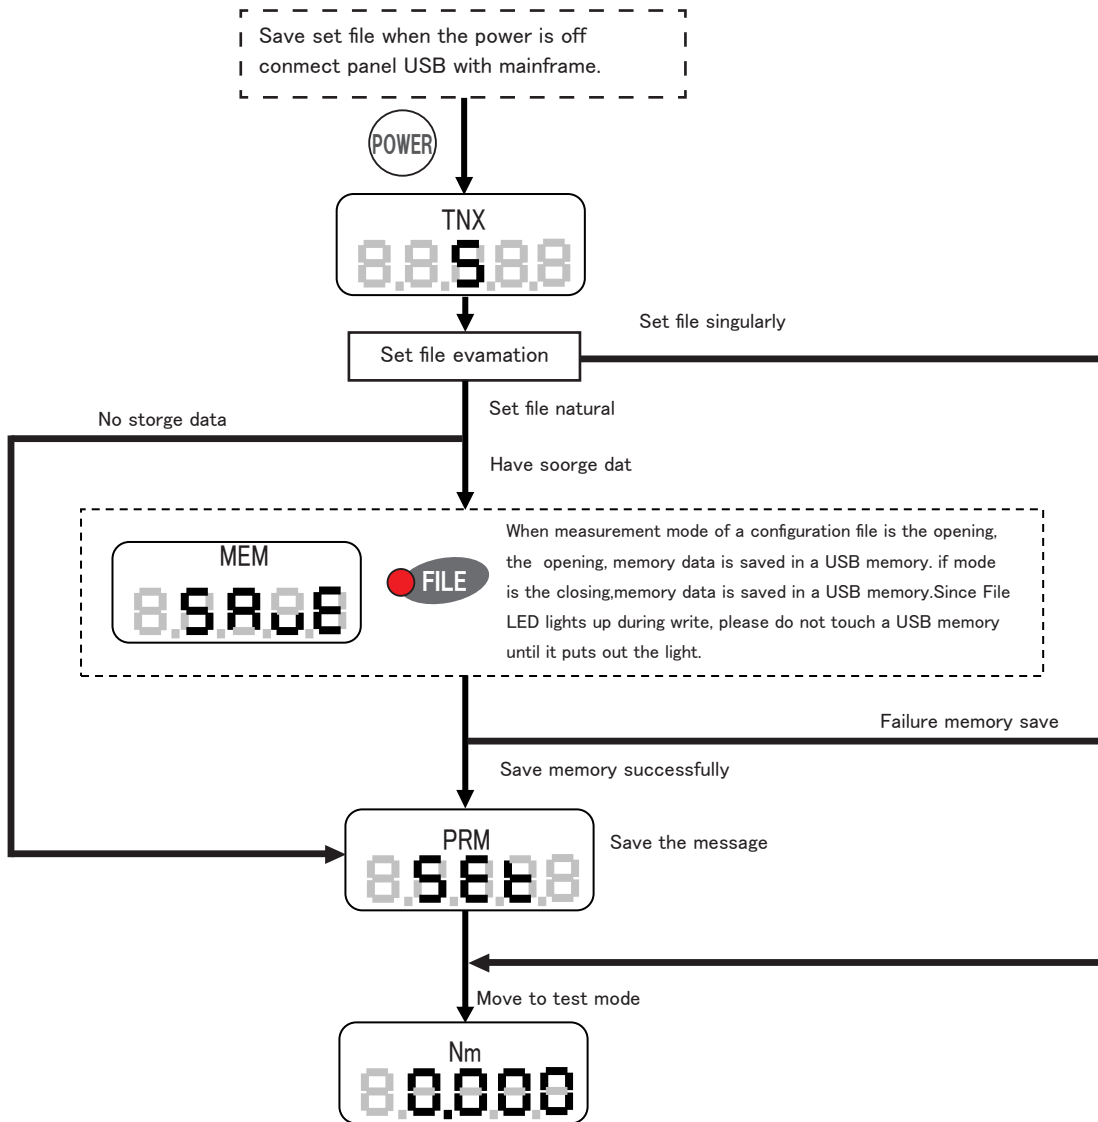 Save set file when the power is off
conmect panel USB with mainframe.
POWER
TNX
S
Set file singularly
Set file evamation
Set file natural
No storge data
Have soorge dat
MEM
SAvE
FILE
When measurement mode of a configuration file is the opening,
the opening, memory data is saved in a USB memory. if mode
is the closing,memory data is saved in a USB memory.Since File
LED lights up during write, please do not touch a USB memory
until it puts out the light.
Failure memory save
Save memory successfully
PRM
SEt
Save the message
Move to test mode
Nm
0.000